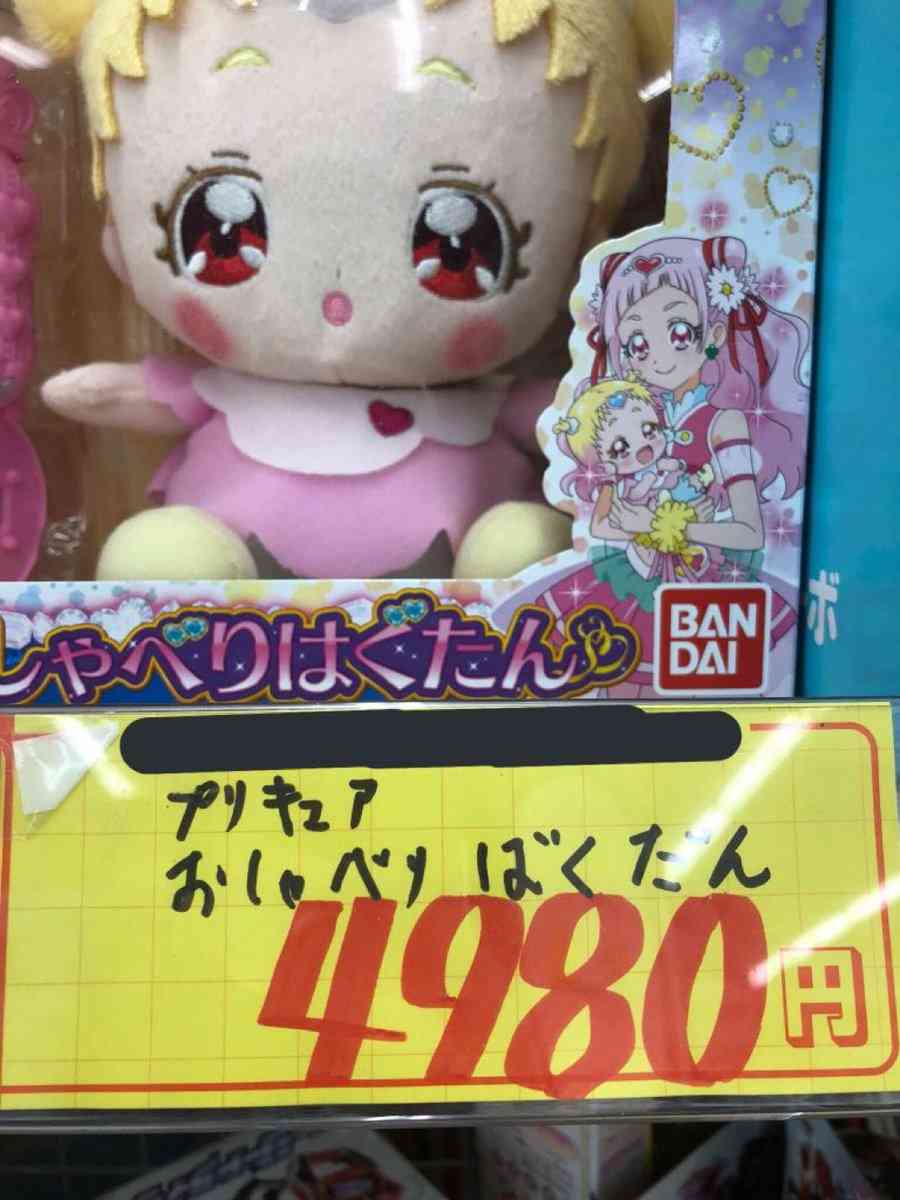 しゃべりはぐたん
BAN
DAI
ボ
プリキュア
おしゃべり ばくだん
4980円